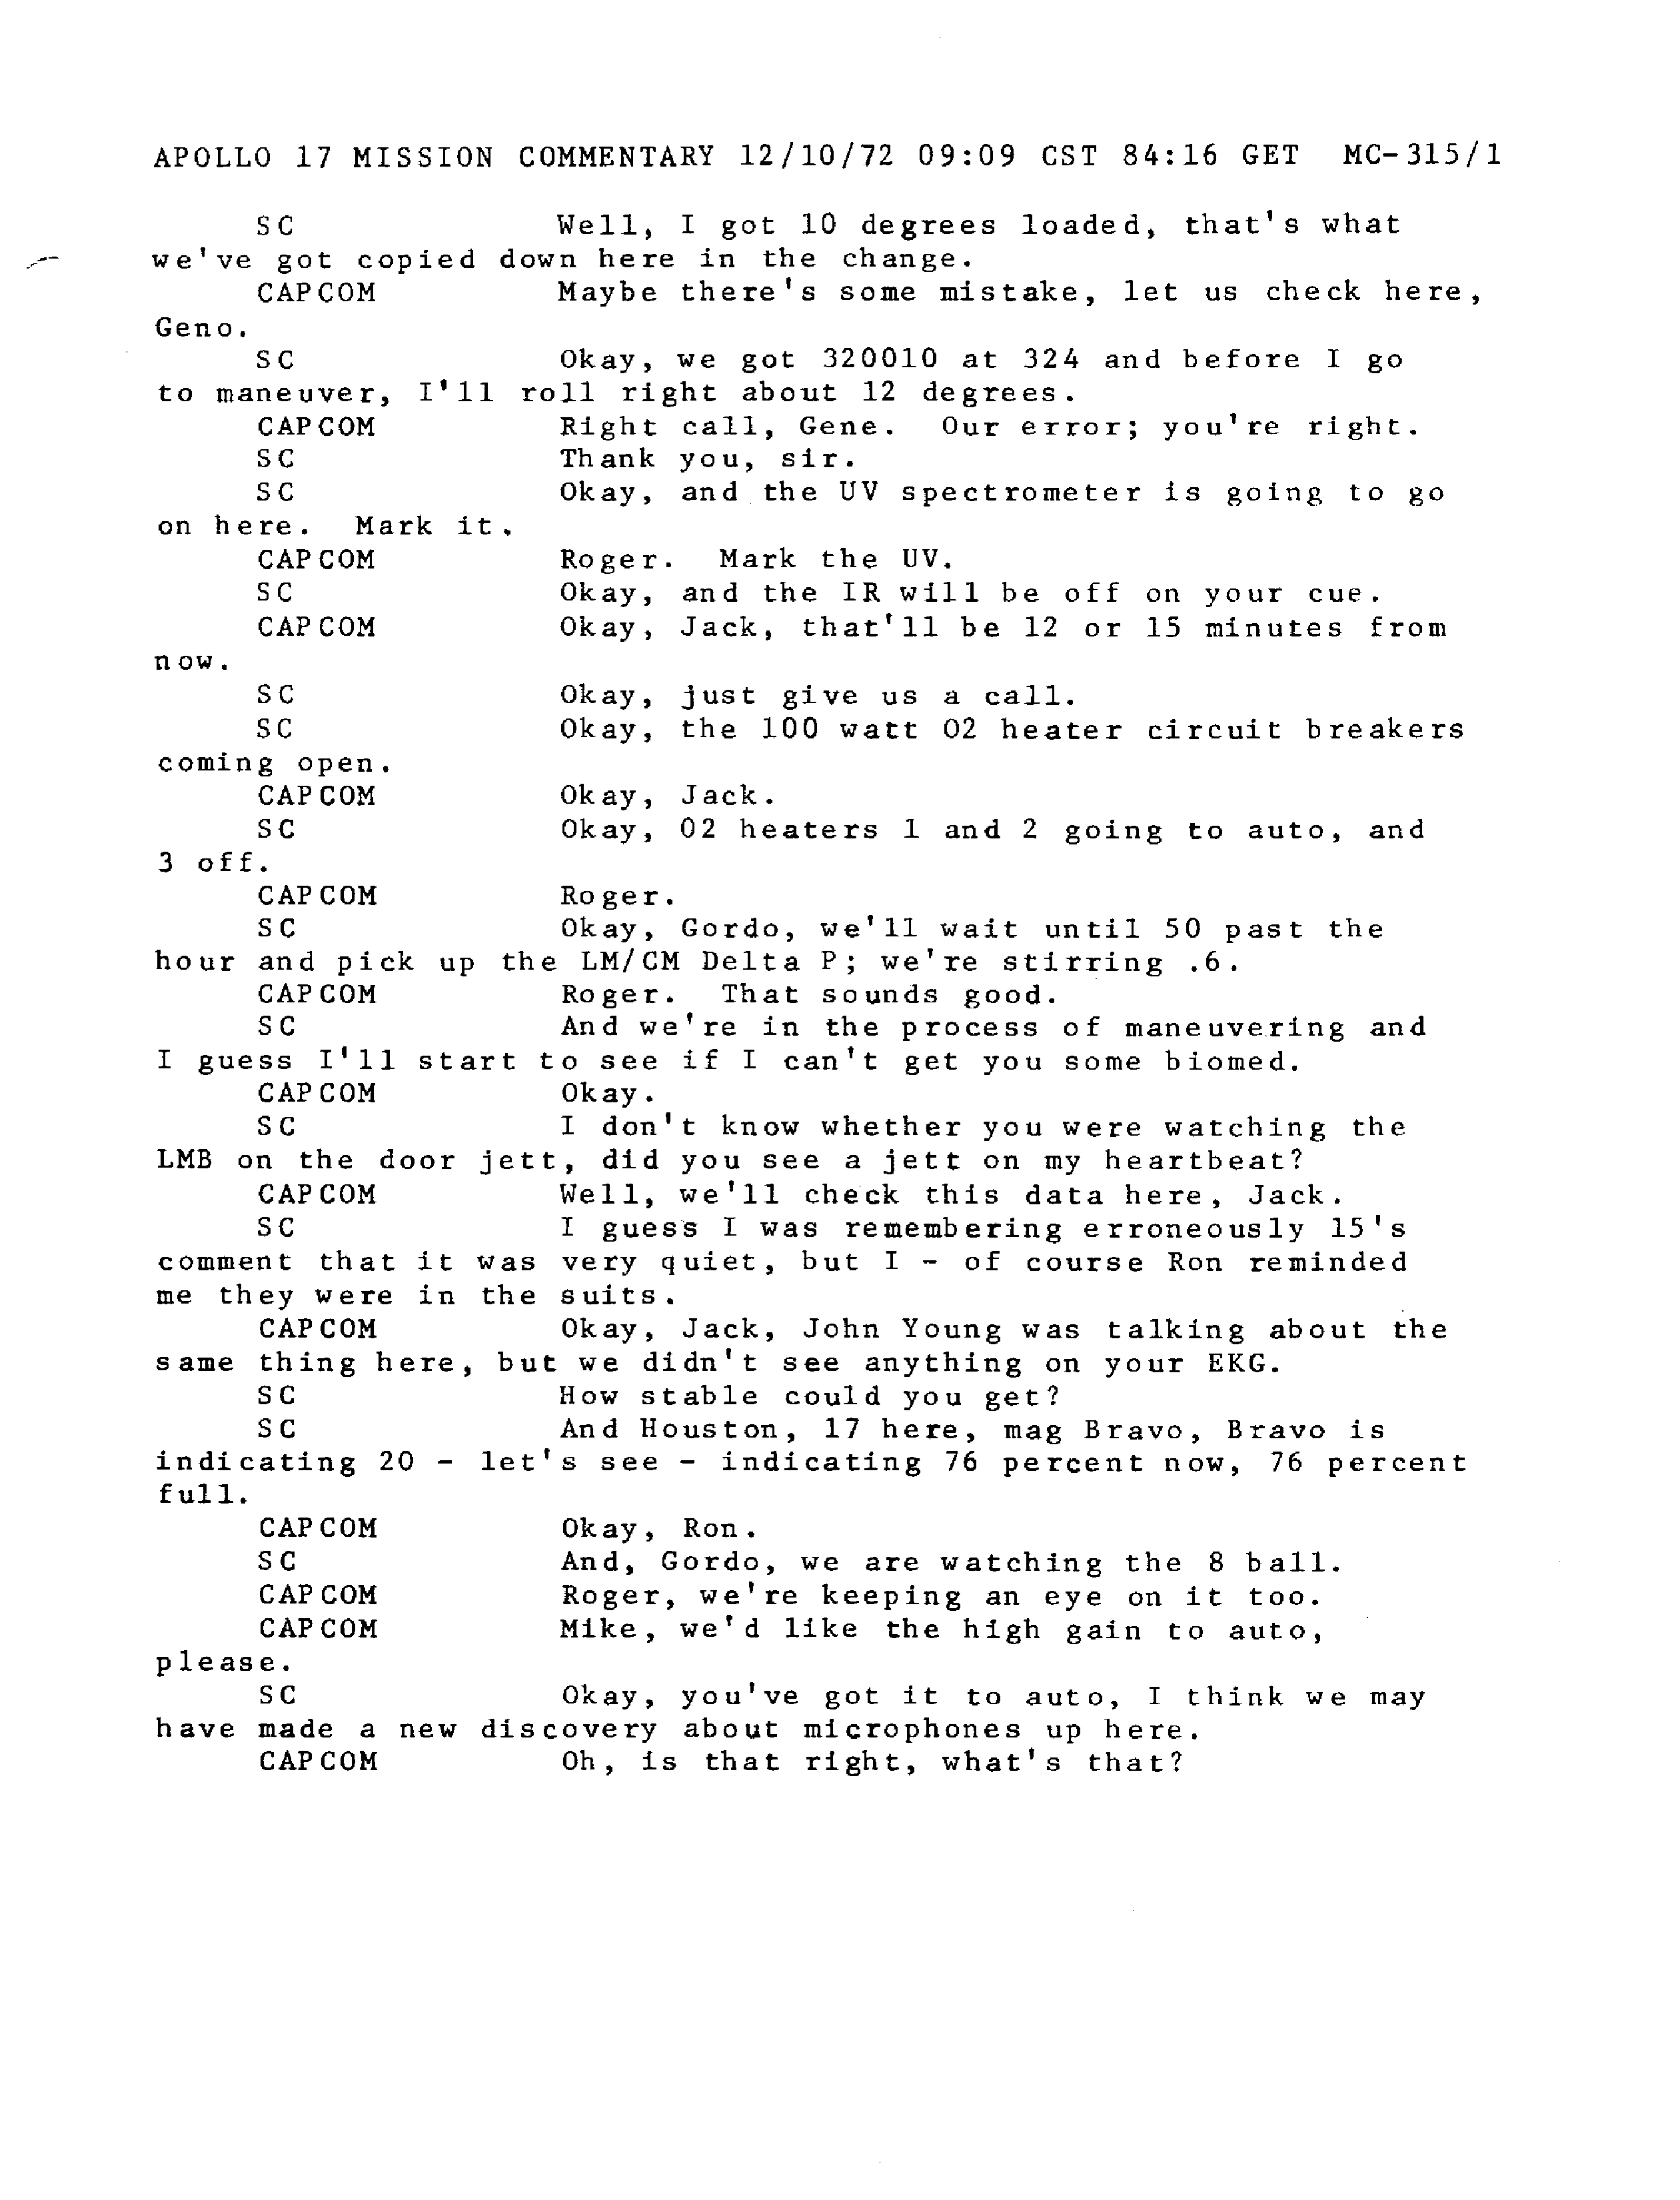 APOLLO 17 MISSION COMMENTARY 12/10/72 09:09 CST 84:16 GET MC-315/1
SC Well, I got 10 degrees loaded, that's what
we've got copied down here in the change.
CAPCOM Maybe there's some mistake, let us check here,
Geno.
SC Okay, we got 320010 at 324 and before I go
to maneuver, I'll roll right about 12 degrees.
CAPCOM Right call, Gene. Our error; you're right.
SC Thank you, sir.
SC Okay, and the UV spectrometer is going to go
on here. Mark it.
CAPCOM Roger. Mark the UV.
SC Okay, and the IR will be off on your cue.
CAPCOM Okay, Jack, that'll be 12 or 15 minutes from
now.
SC Okay, just give us a call.
SC Okay, the 100 watt O2 heater circuit breakers
coming open.
CAPCOM Okay, Jack.
SC Okay, O2 heaters 1 and 2 going to auto, and
3 off.
CAPCOM Roger.
SC Okay, Gordo, we'll wait until 50 past the
hour and pick up the LM/CM Delta P; we're stirring .6.
CAPCOM Roger. That sounds good.
SC And we're in the process of maneuvering and
I guess I'll start to see if I can't get you some biomed.
CAPCOM Okay.
SC I don't know whether you were watching the
LMB on the door jett, did you see a jett on my heartbeat?
CAPCOM Well, we'll check this data here, Jack.
SC I guess I was remembering erroneously 15's
comment that it was very quiet, but I - of course Ron reminded
me they were in the suits.
CAPCOM Okay, Jack, John Young was talking about the
same thing here, but we didn't see anything on your EKG.
SC How stable could you get?
SC And Houston, 17 here, mag Bravo, Bravo is
indicating 20 - let's see - indicating 76 percent now, 76 percent
full.
CAPCOM Okay, Ron.
SC And, Gordo, we are watching the 8 ball.
CAPCOM Roger, we're keeping an eye on it too.
CAPCOM Mike, we'd like the high gain to auto,
please.
SC Okay, you've got it to auto, I think we may
have made a new discovery about microphones up here.
CAPCOM Oh, is that right, what's that?